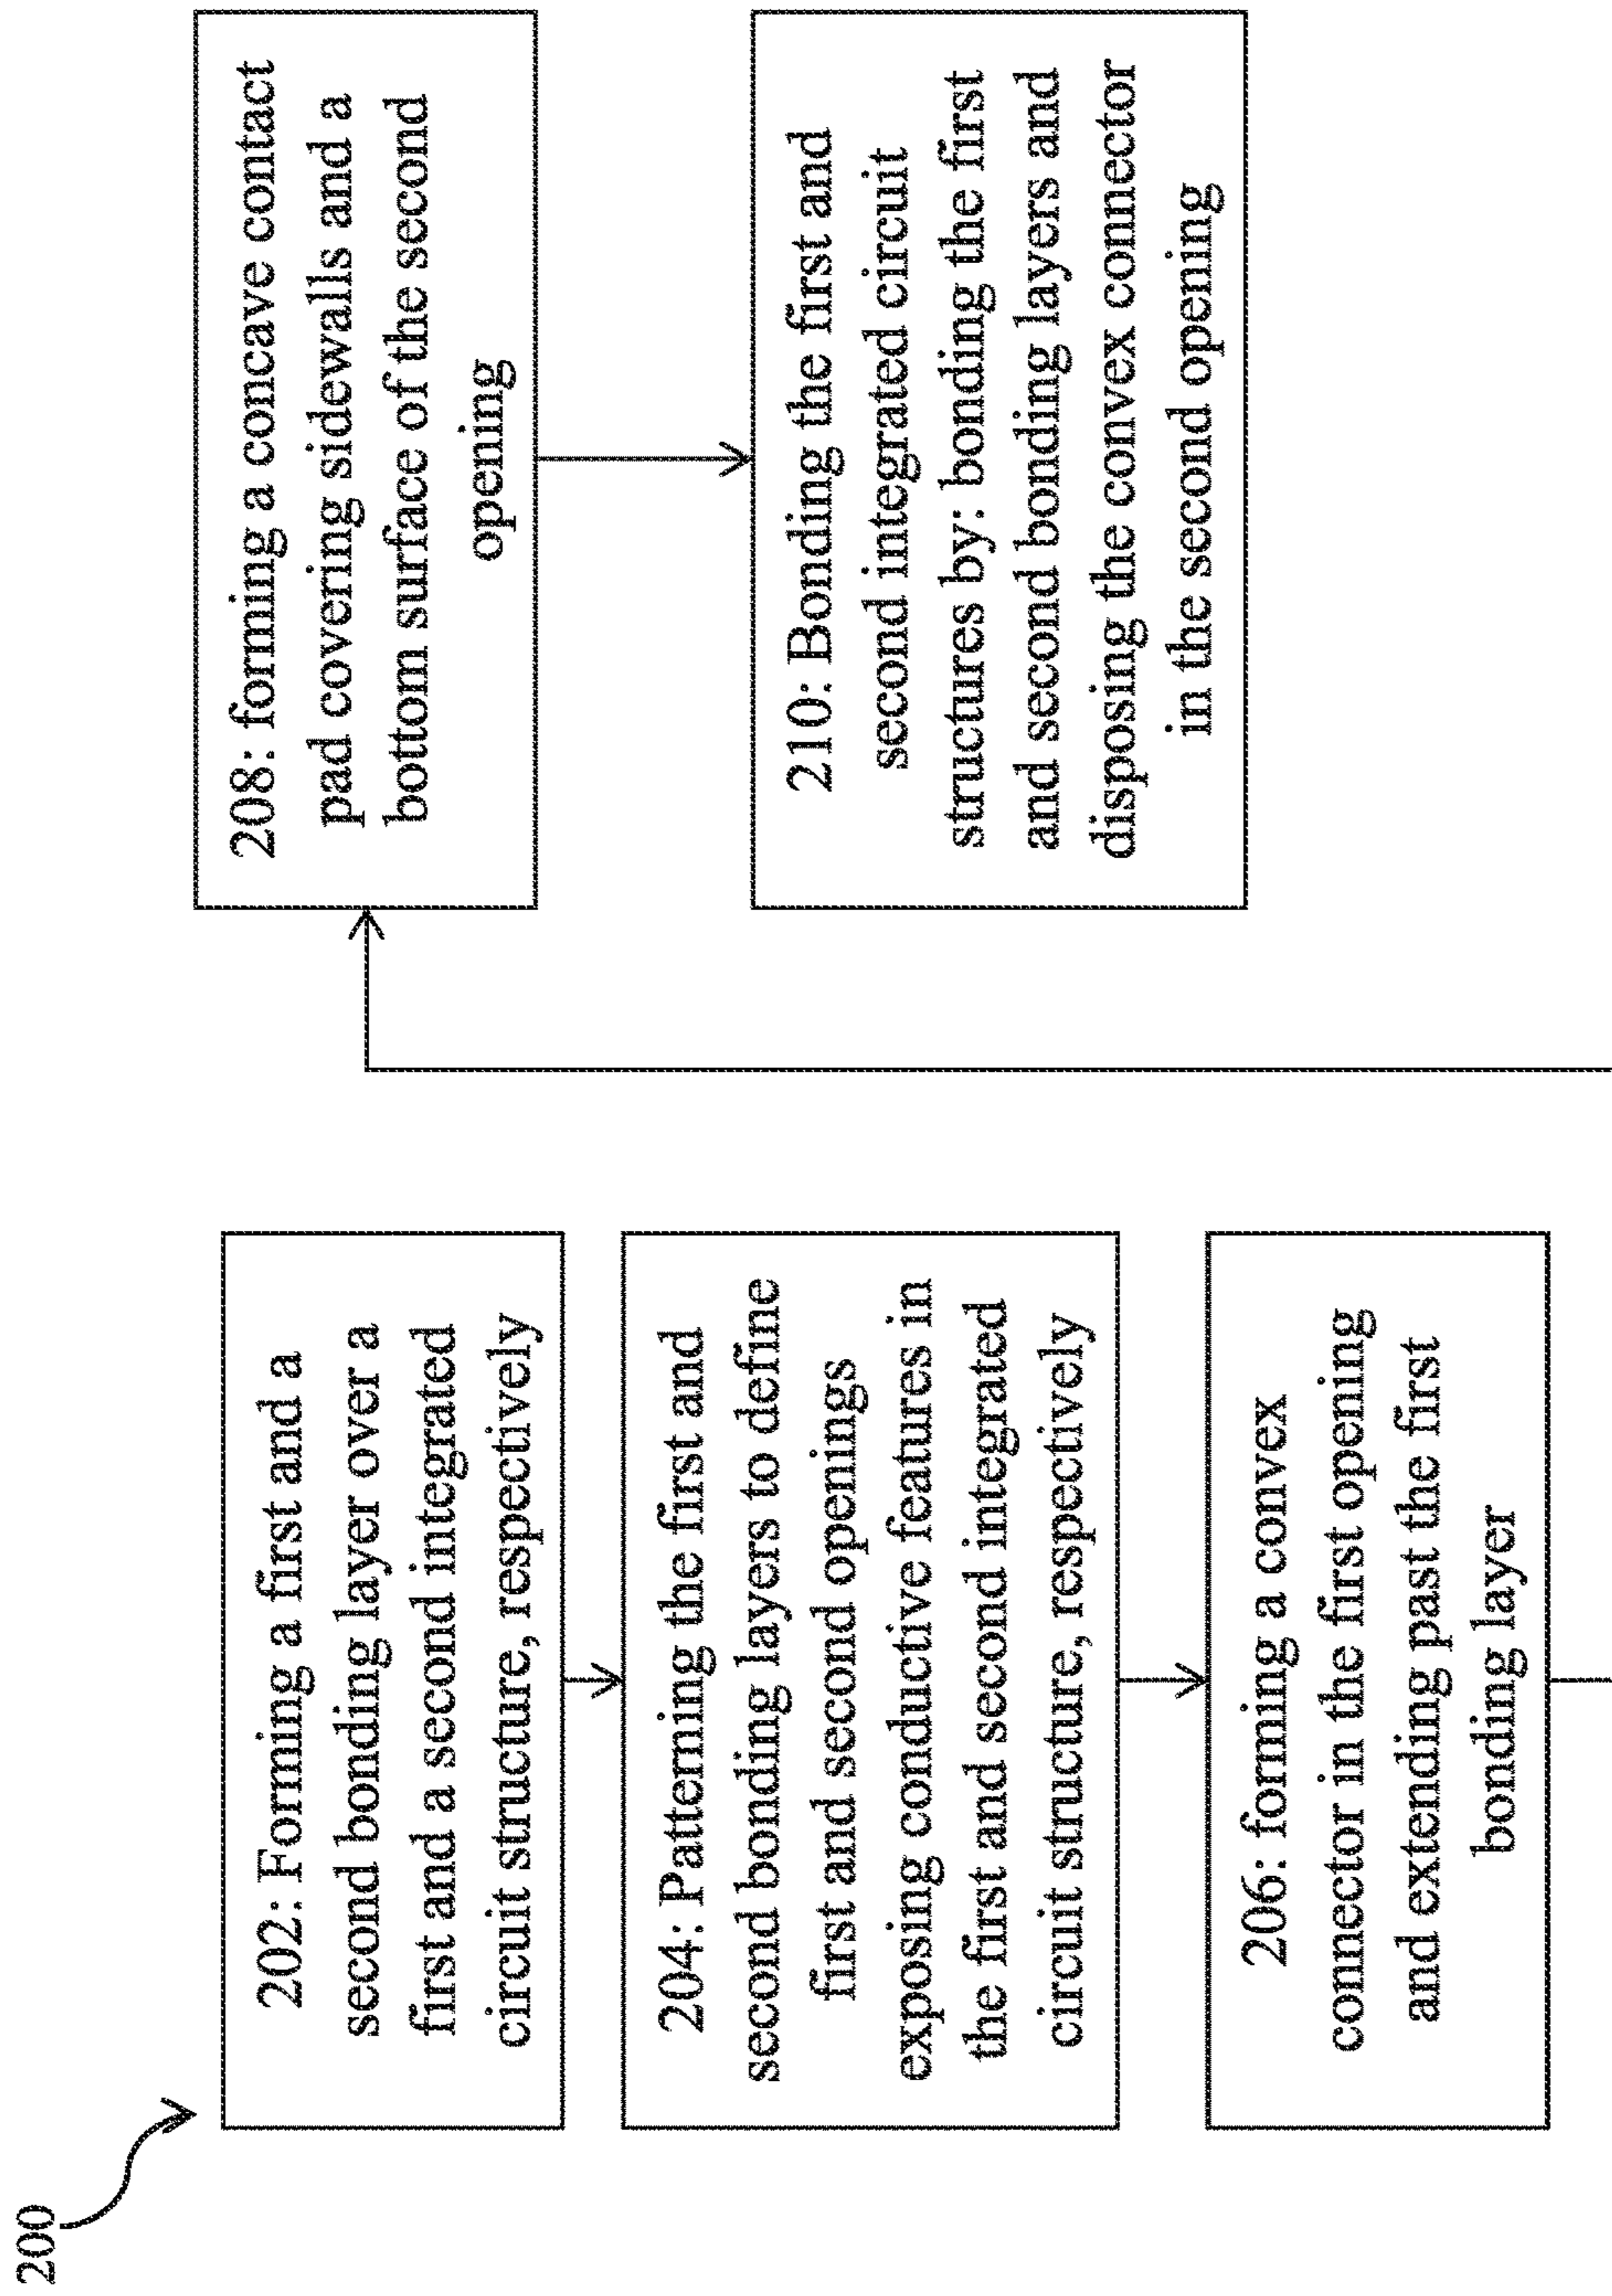 200
202: Forming a first and a
second bonding layer over a
first and a second integrated
circuit structure, respectively
204: Patterning the first and
second bonding layers to define
first and second openings
exposing conductive features in
the first and second integrated
circuit structure, respectively
206: forming a convex
connector in the first opening
and extending past the first
bonding layer
208: forming a concave contact
pad covering sidewalls and a
bottom surface of the second
opening
210: Bonding the first and
second integrated circuit
structures by: bonding the first
and second bonding layers and
disposing the convex connector
in the second opening